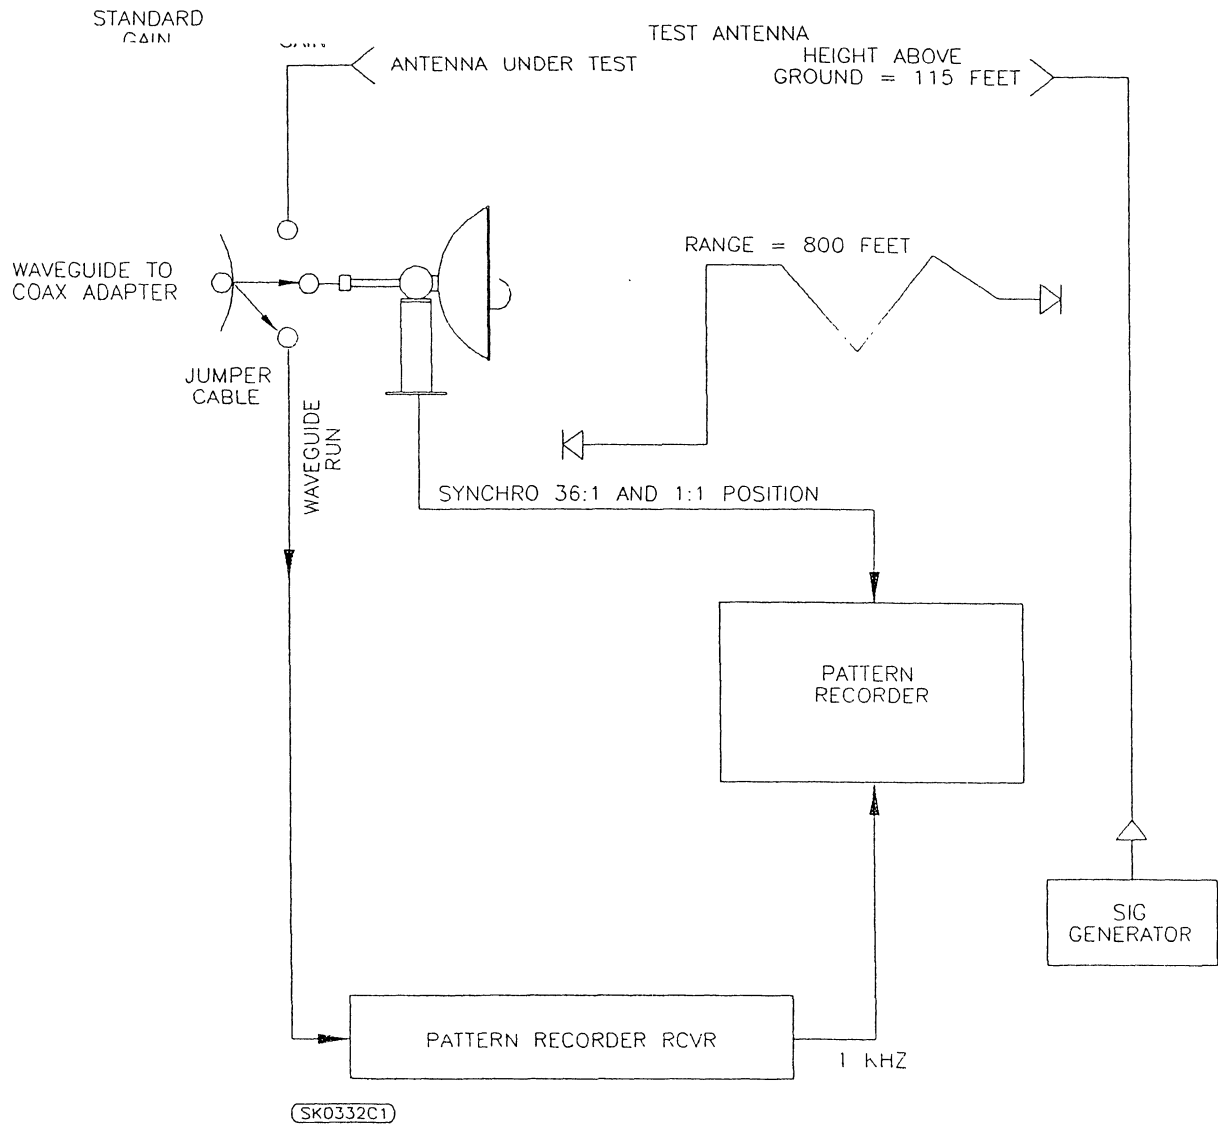 STANDARD
GAIN
GAIN
TEST ANTENNA
ANTENNA UNDER TEST
HEIGHT ABOVE
GROUND = 115 FEET
RANGE = 800 FEET
WAVEGUIDE TO
COAX ADAPTER
JUMPER
CABLE
WAVEGUIDE
RUN
SYNCHRO 36:1 AND 1:1 POSITION
PATTERN
RECORDER
SIG
GENERATOR
PATTERN RECORDER RCVR
1 KHZ
SK0332C1